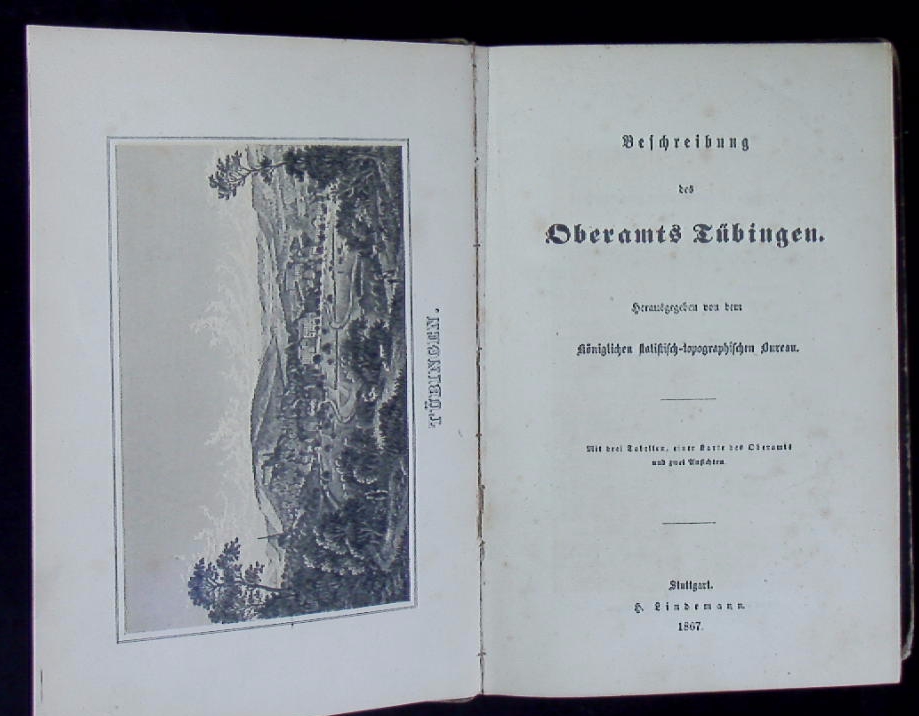 TÜBINGEN.
Beschreibung
des
Oberamts Tübingen.
Herausgegeben von dem
Königlichen statistisch-topographischen Bureau.
Mit drei Tabellen, einer Karte des Oberamts
und zwei Ansichten.
Stuttgart.
H. Lindemann.
1867.